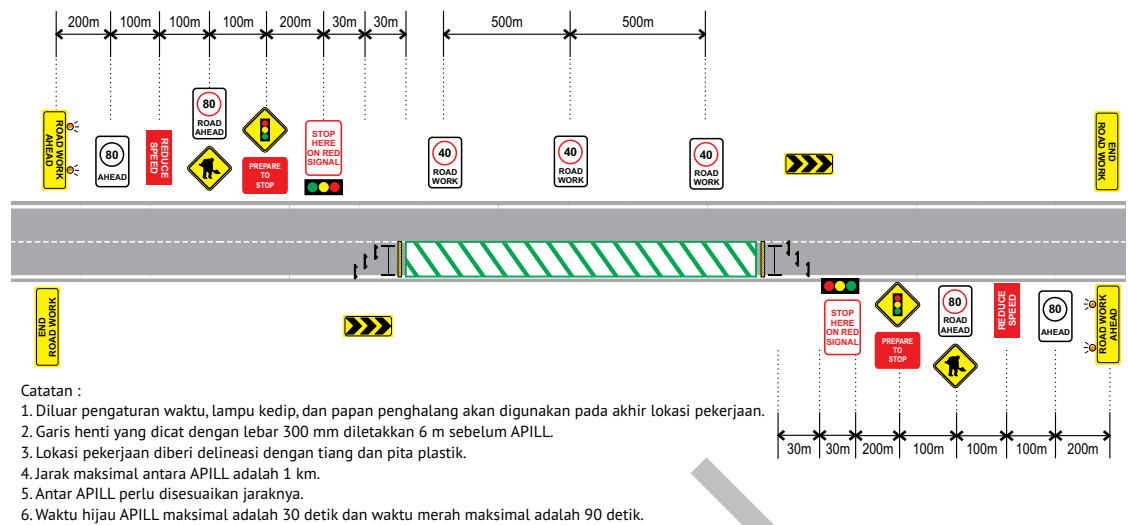 200m 100m 100m 100m 200m 30m 30m 500m 500m
ROAD WORK
AHEAD
80
AHEAD
REDUCE
SPEED
80
ROAD
AHEAD
PREPARE
TO
STOP
STOP
HERE
ON RED
SIGNAL
40
ROAD
WORK
40
ROAD
WORK
40
ROAD
WORK
END
ROAD WORK
END
ROAD WORK
STOP
HERE
ON RED
SIGNAL
PREPARE
TO
STOP
80
ROAD
AHEAD
REDUCE
SPEED
80
AHEAD
ROAD WORK
AHEAD
30m 30m 200m 100m 100m 100m 200m
Catatan :
1. Diluar pengaturan waktu, lampu kedip, dan papan penghalang akan digunakan pada akhir lokasi pekerjaan.
2. Garis henti yang dicat dengan lebar 300 mm diletakkan 6 m sebelum APILL.
3. Lokasi pekerjaan diberi delineasi dengan tiang dan pita plastik.
4. Jarak maksimal antara APILL adalah 1 km.
5. Antar APILL perlu disesuaikan jaraknya.
6. Waktu hijau APILL maksimal adalah 30 detik dan waktu merah maksimal adalah 90 detik.